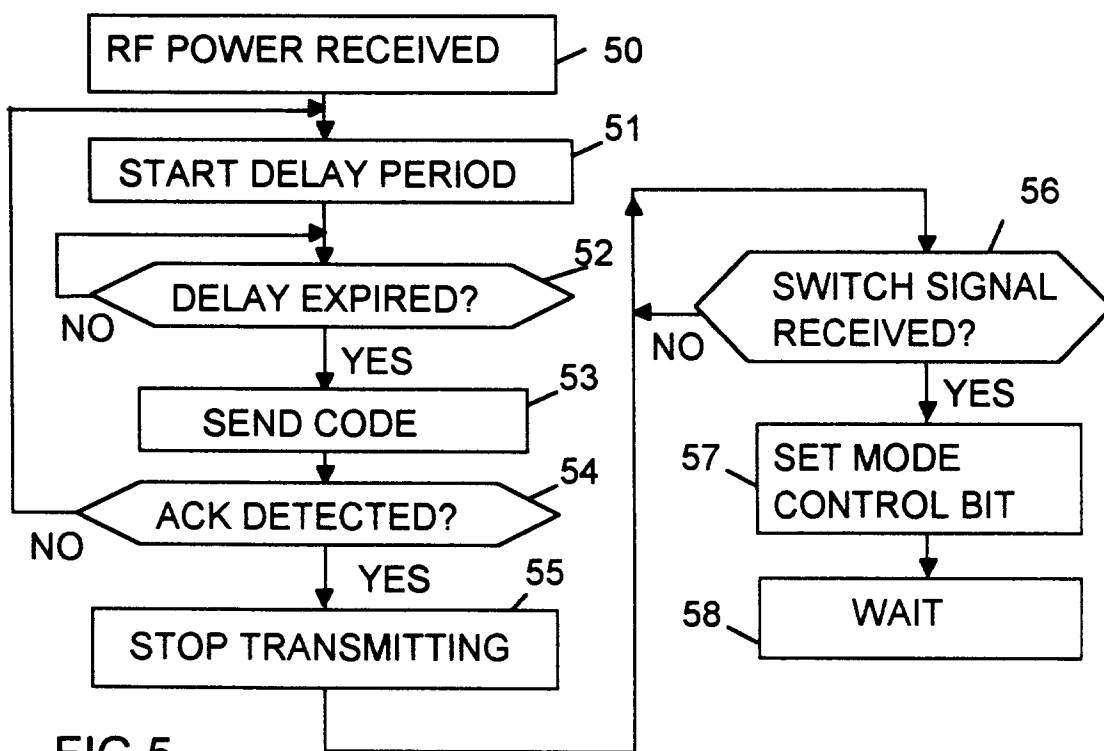 RF POWER RECEIVED
50
51
START DELAY PERIOD
52
DELAY EXPIRED?
NO
YES
53
SEND CODE
54
ACK DETECTED?
NO
YES
55
STOP TRANSMITTING
56
SWITCH SIGNAL
RECEIVED?
NO
YES
57
SET MODE
CONTROL BIT
58
WAIT
FIG 5